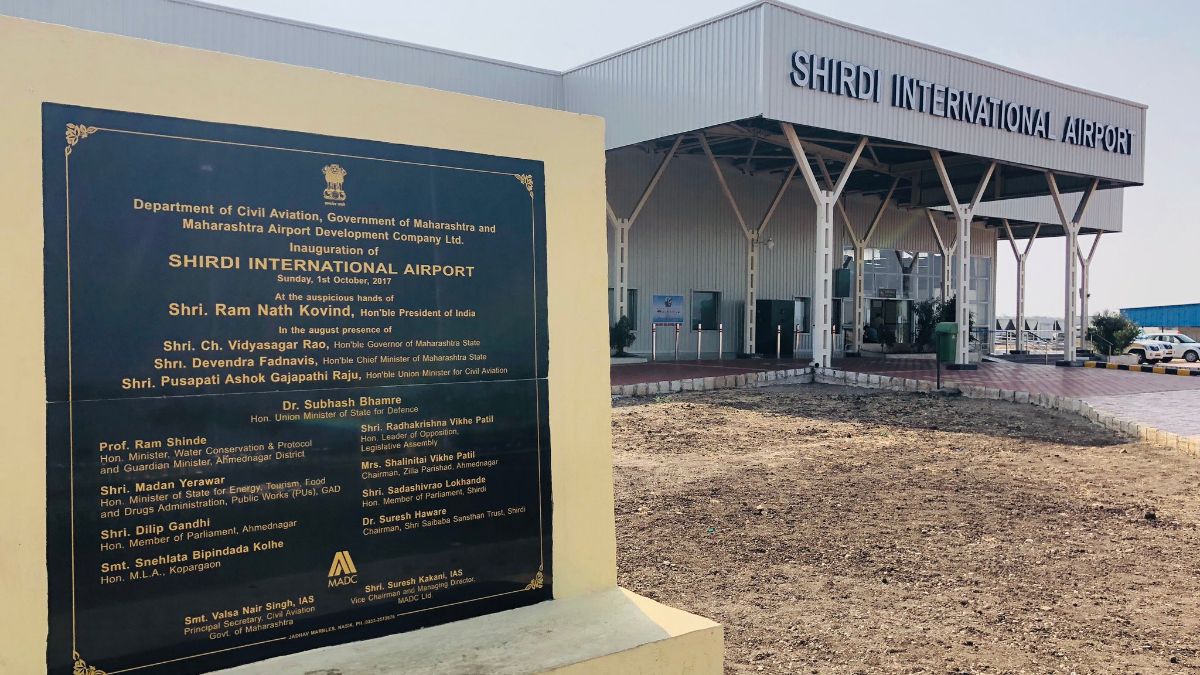 SHIRDI INTERNATIONAL AIRPORT
Department of Civil Aviation, Government of Maharashtra and
Maharashtra Airport Development Company Ltd.
Inauguration of
SHIRDI INTERNATIONAL AIRPORT
Sunday, 1st October, 2017
At the auspicious hands of
Shri. Ram Nath Kovind, Hon'ble President of India
In the august presence of
Shri. Ch. Vidyasagar Rao, Hon'ble Governor of Maharashtra State
Shri. Devendra Fadnavis, Hon'ble Chief Minister of Maharashtra State
Shri. Pusapati Ashok Gajapathi Raju, Hon'ble Union Minister for Civil Aviation
Dr. Subhash Bhamre
Hon. Union Minister of State for Defence
Prof. Ram Shinde
Hon. Minister, Water Conservation & Protocol
and Guardian Minister, Ahmednagar District
Shri. Madan Yerawar
Hon. Minister of State for Energy, Tourism, Food
and Drugs Administration, Public Works (PUs), GAD
Shri. Dilip Gandhi
Hon. Member of Parliament, Ahmednagar
Smt. Snehlata Bipindada Kolhe
Hon. M.L.A., Kopargaon
Shri. Radhakrishna Vikhe Patil
Hon. Leader of Opposition,
Legislative Assembly
Mrs. Shalinitai Vikhe Patil
Chairman, Zilla Parishad, Ahmednagar
Shri. Sadashivrao Lokhande
Hon. Member of Parliament, Shirdi
Dr. Suresh Haware
Chairman, Shri Saibaba Sansthan Trust, Shirdi
MADC
Smt. Valsa Nair Singh, IAS
Principal Secretary, Civil Aviation
Govt. of Maharashtra
Shri. Suresh Kakani, IAS
Vice Chairman and Managing Director,
MADC Ltd.
JADHAV MARBLES, NASIK, PH.